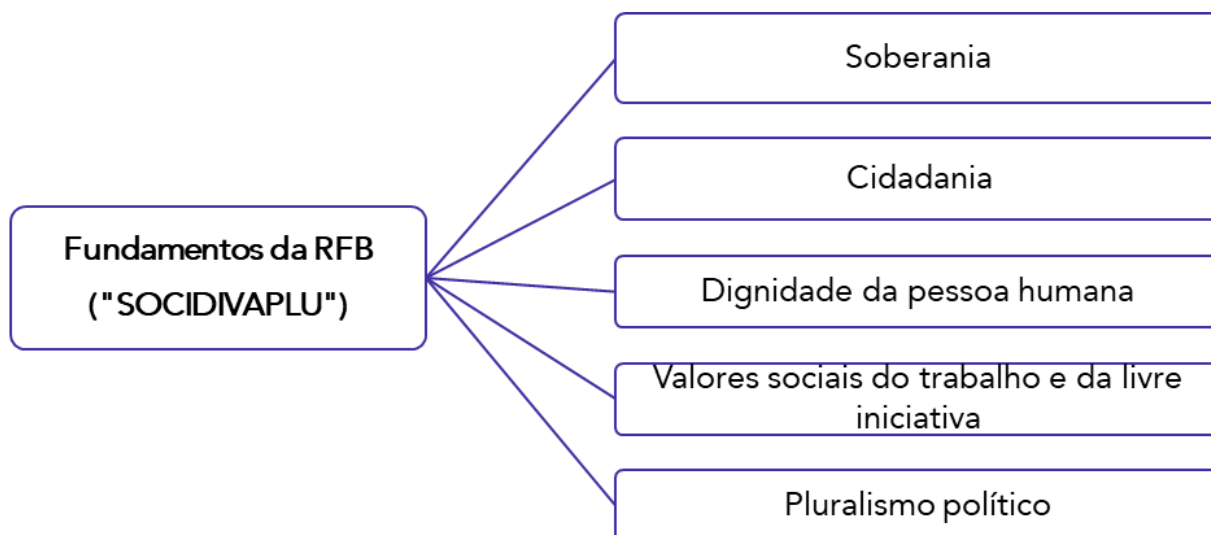 Fundamentos da RFB
("SOCIDIVAPLU")
Soberania
Cidadania
Dignidade da pessoa humana
Valores sociais do trabalho e da livre
iniciativa
Pluralismo político